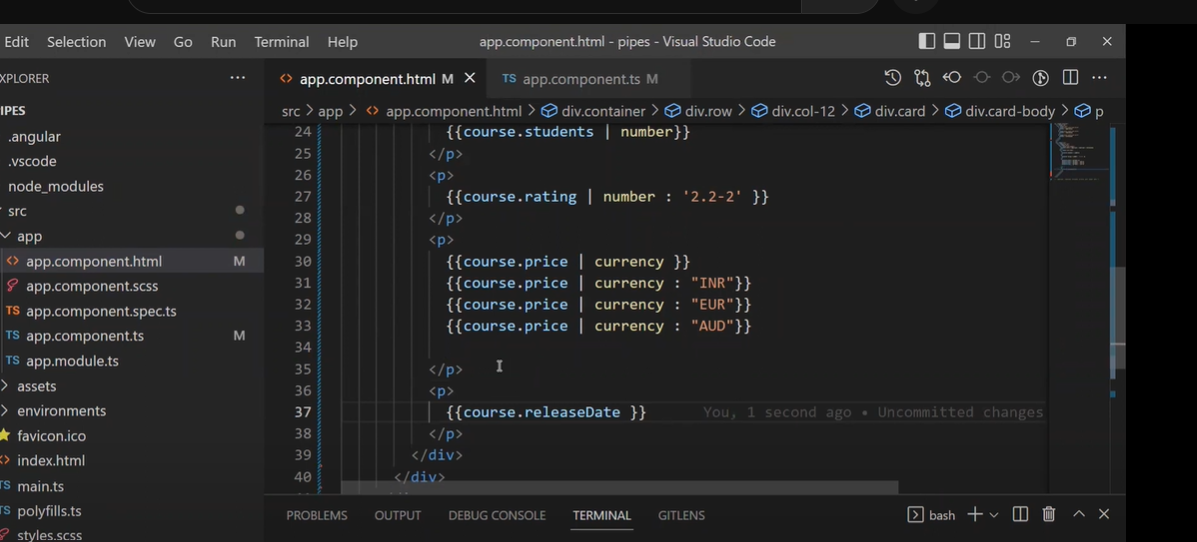 Edit Selection View Go Run Terminal Help app.component.html - pipes - Visual Studio Code
XPLORER
app.component.html M
TS app.component.ts M
IPES
src > app > app.component.html > div.container > div.row > div.col-12 > div.card > div.card-body > p
.angular
.vscode
node_modules
src
app
app.component.html M
app.component.scss
TS app.component.spec.ts
TS app.component.ts M
TS app.module.ts
assets
environments
favicon.ico
index.html
TS main.ts
TS polyfills.ts
styles.scss
24 {{course.students | number}}
25 </p>
26 <p>
27 {{course.rating | number : '2.2-2' }}
28 </p>
29 <p>
30 {{course.price | currency }}
31 {{course.price | currency : "INR"}}
32 {{course.price | currency : "EUR"}}
33 {{course.price | currency : "AUD"}}
34
35 </p>
36 <p>
37 {{course.releaseDate }} You, 1 second ago • Uncommitted changes
38 </p>
39 </div>
40 </div>
PROBLEMS OUTPUT DEBUG CONSOLE TERMINAL GITLENS bash